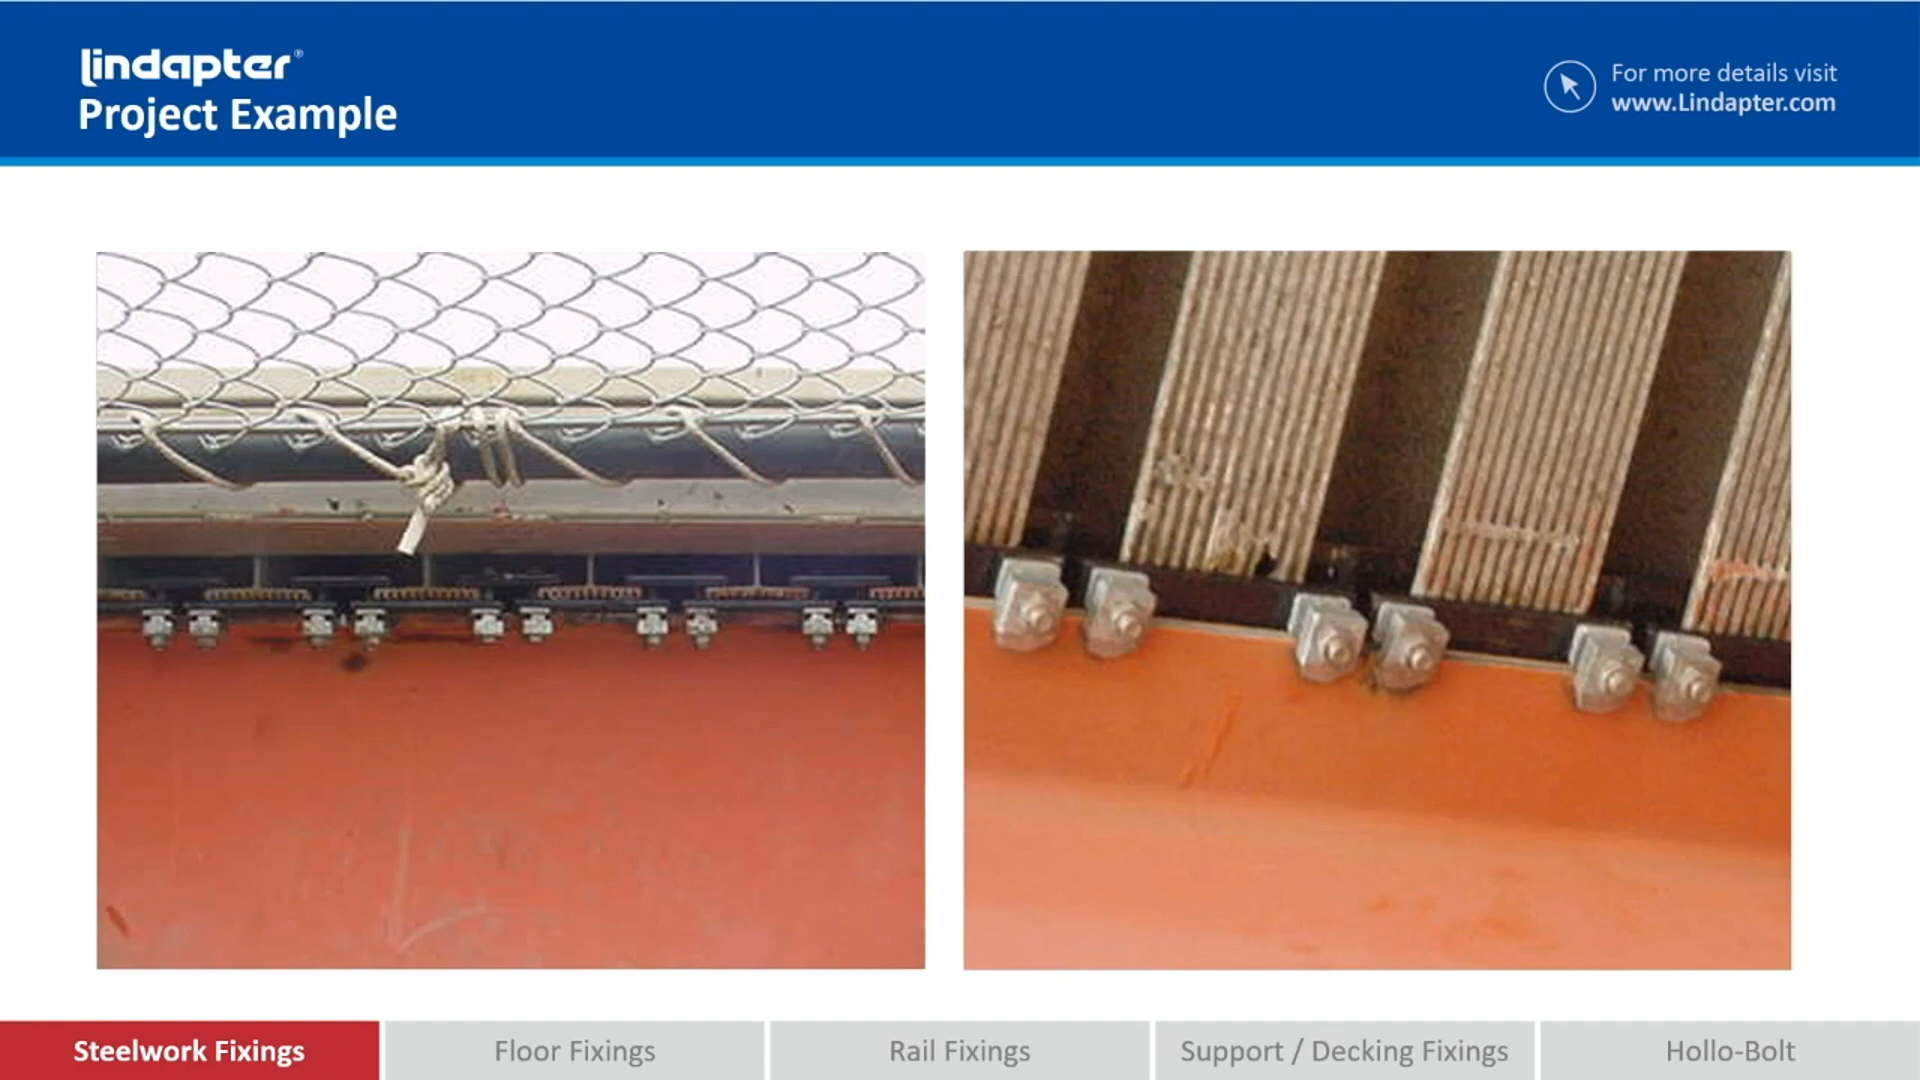 lindapter®
Project Example
For more details visit
www.Lindapter.com
Steelwork Fixings
Floor Fixings
Rail Fixings
Support / Decking Fixings
Hollo-Bolt